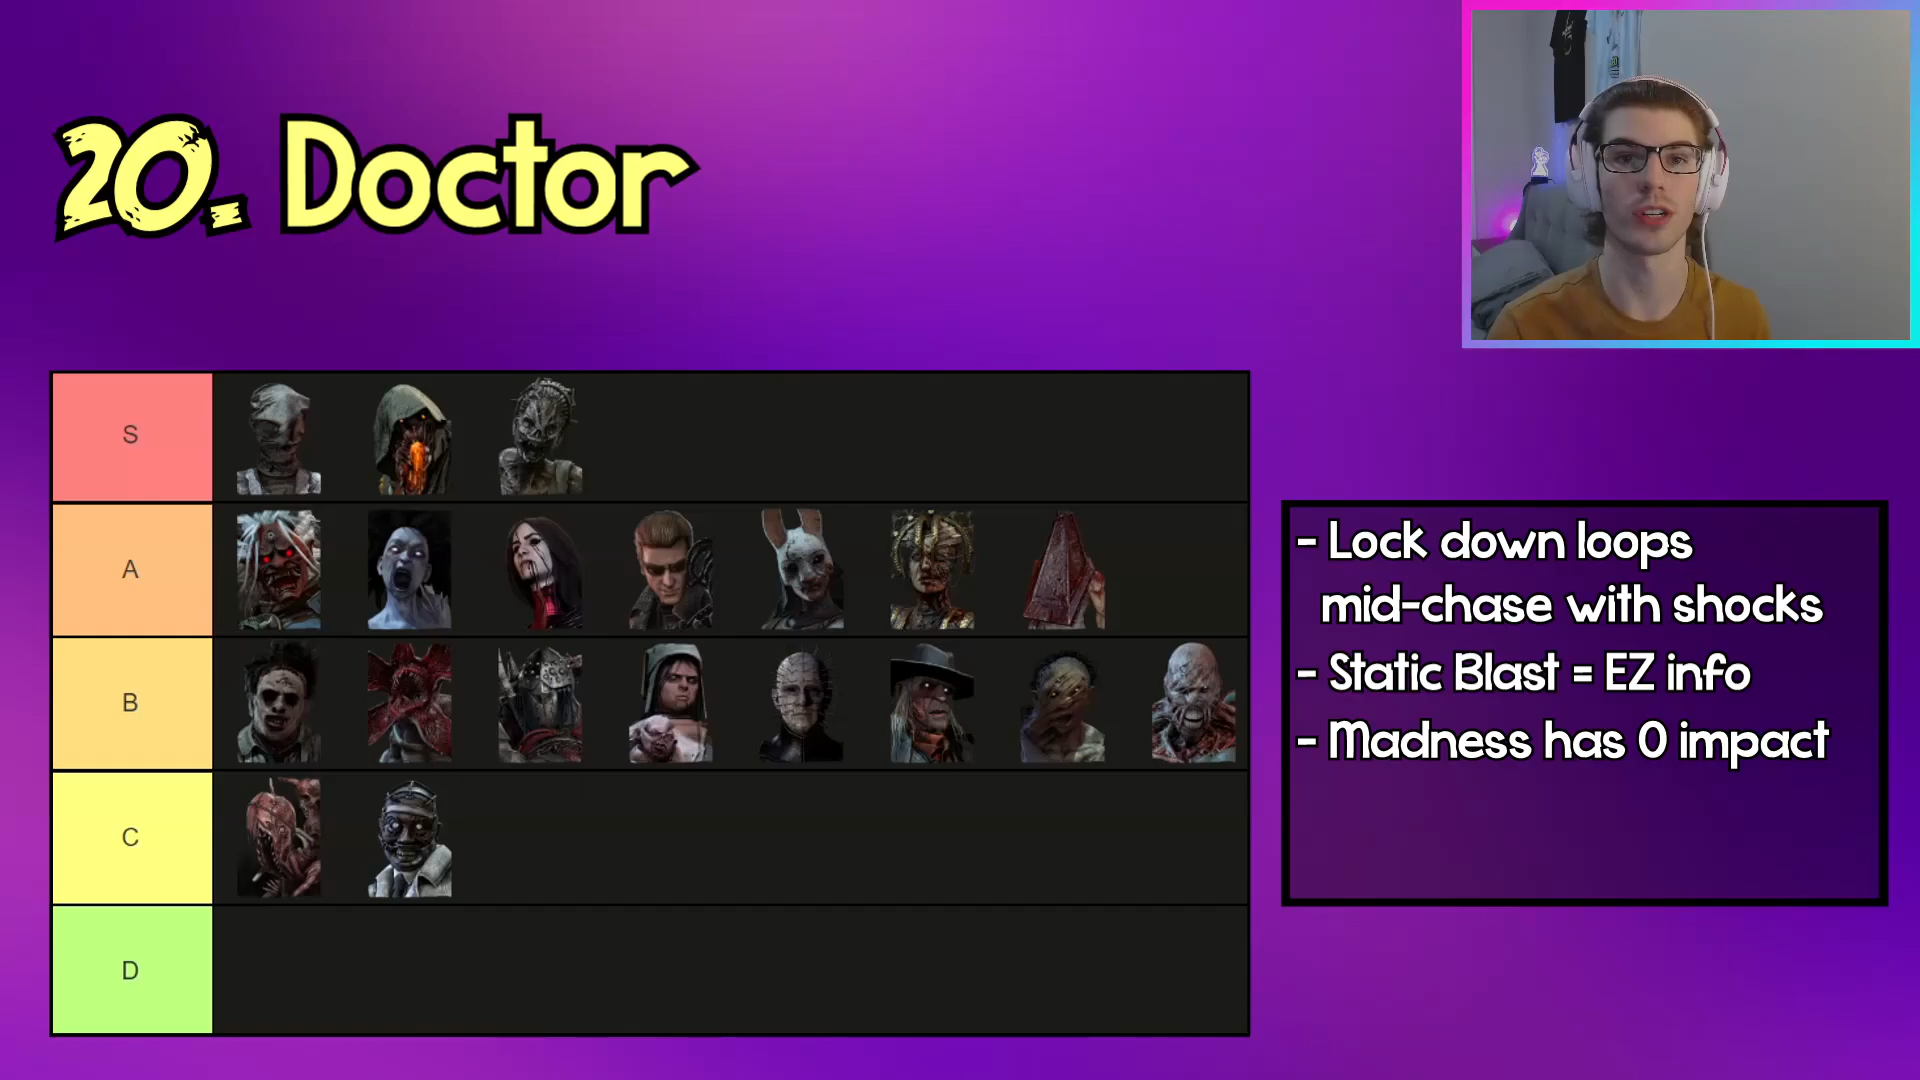 20. Doctor
S
A
B
C
D
- Lock down loops
mid-chase with shocks
- Static Blast = EZ info
- Madness has 0 impact